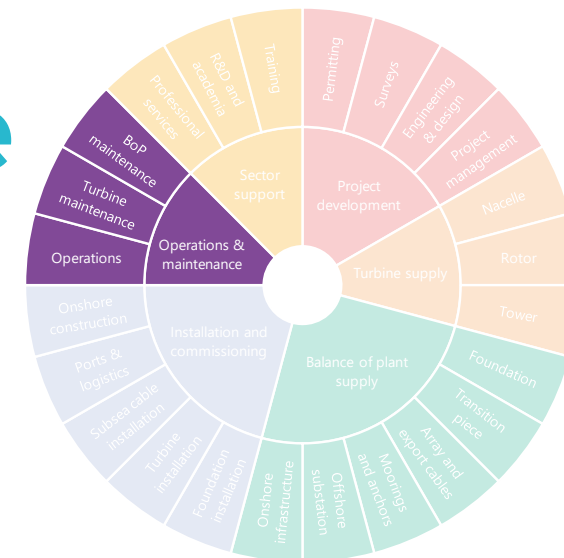 Permitting
Surveys
Engineering
& design
Project
management
Nacelle
Rotor
Tower
Foundation
Transition
piece
Array and
export cables
Moorings
and anchors
Offshore
substation
Onshore
infrastructure
Foundation
installation
Turbine
installation
Subsea cable
installation
Ports &
logistics
Onshore
construction
Operations
Turbine
maintenance
BoP
maintenance
Professional
services
R&D and
academia
Training
Project
development
Turbine supply
Balance of plant
supply
Installation and
commissioning
Operations &
maintenance
Sector
support